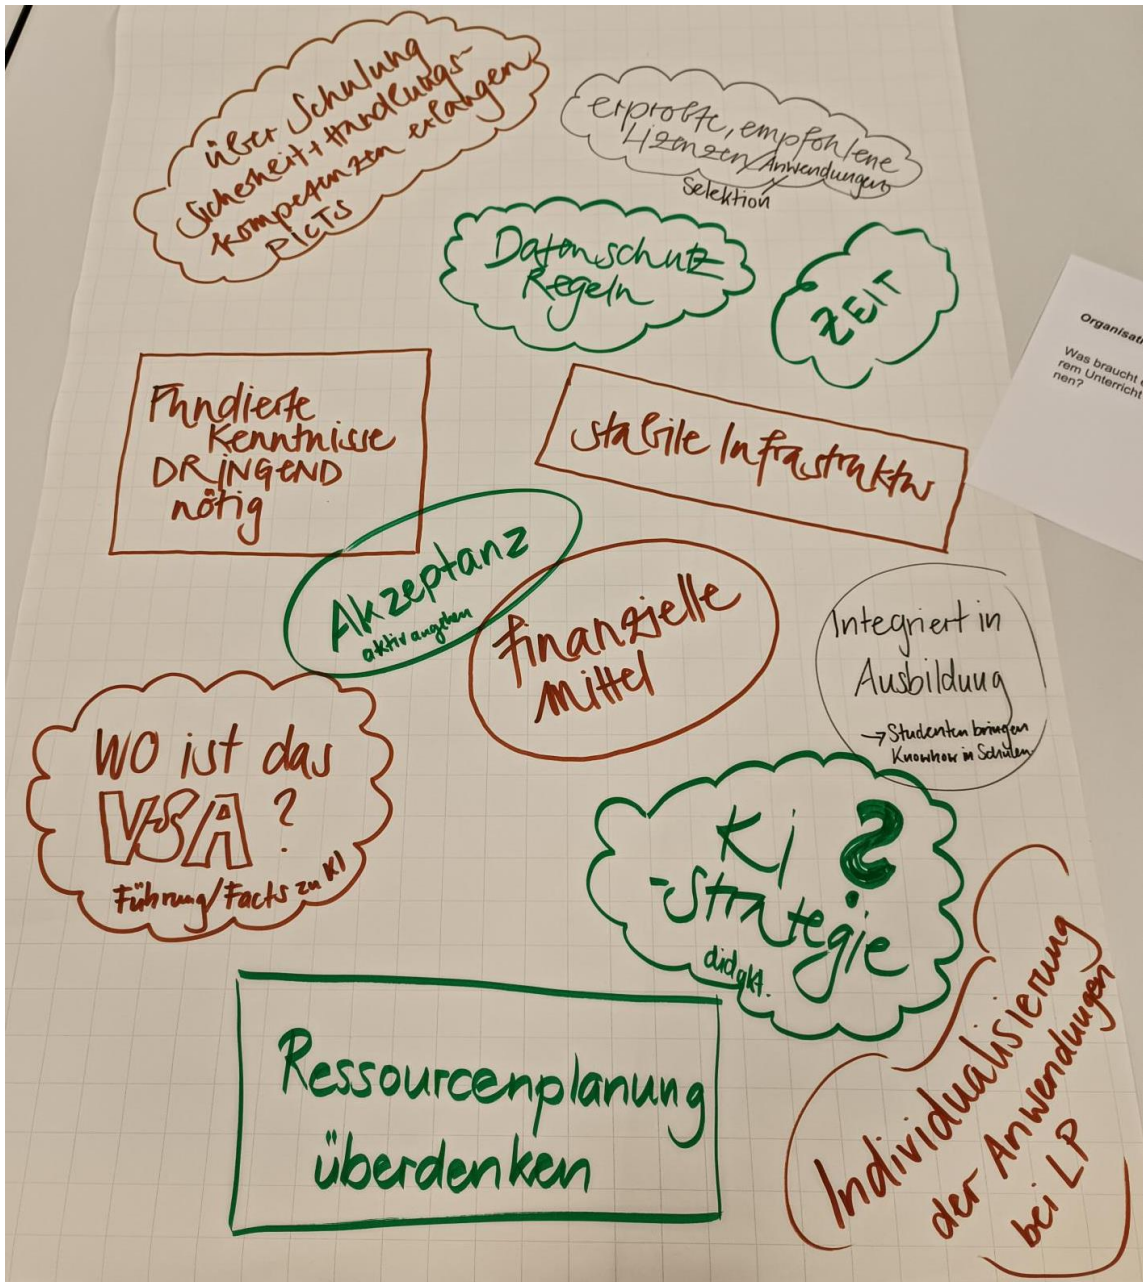 über Schulung
Sicherheit + Handlungs-
kompetenzen erlangen
PICTS
erprobte, empfohlene
Lizenzen/Anwendungen
Selektion
Datenschutz
Regeln
ZEIT
Organisati
Was braucht
rem Unterricht
nen?
Fundierte
Kenntnisse
DRINGEND
nötig
stabile Infrastruktur
Akzeptanz
aktiv angehen
finanzielle
mittel
Integriert in
Ausbildung
→ Studenten bringen
Knowhow in Schulen
WO ist das
VSA?
Führung/Facts zu KI
KI ?
-Strategie
didakt.
Ressourcenplanung
überdenken
Individualisierung
der Anwendungen
bei LP